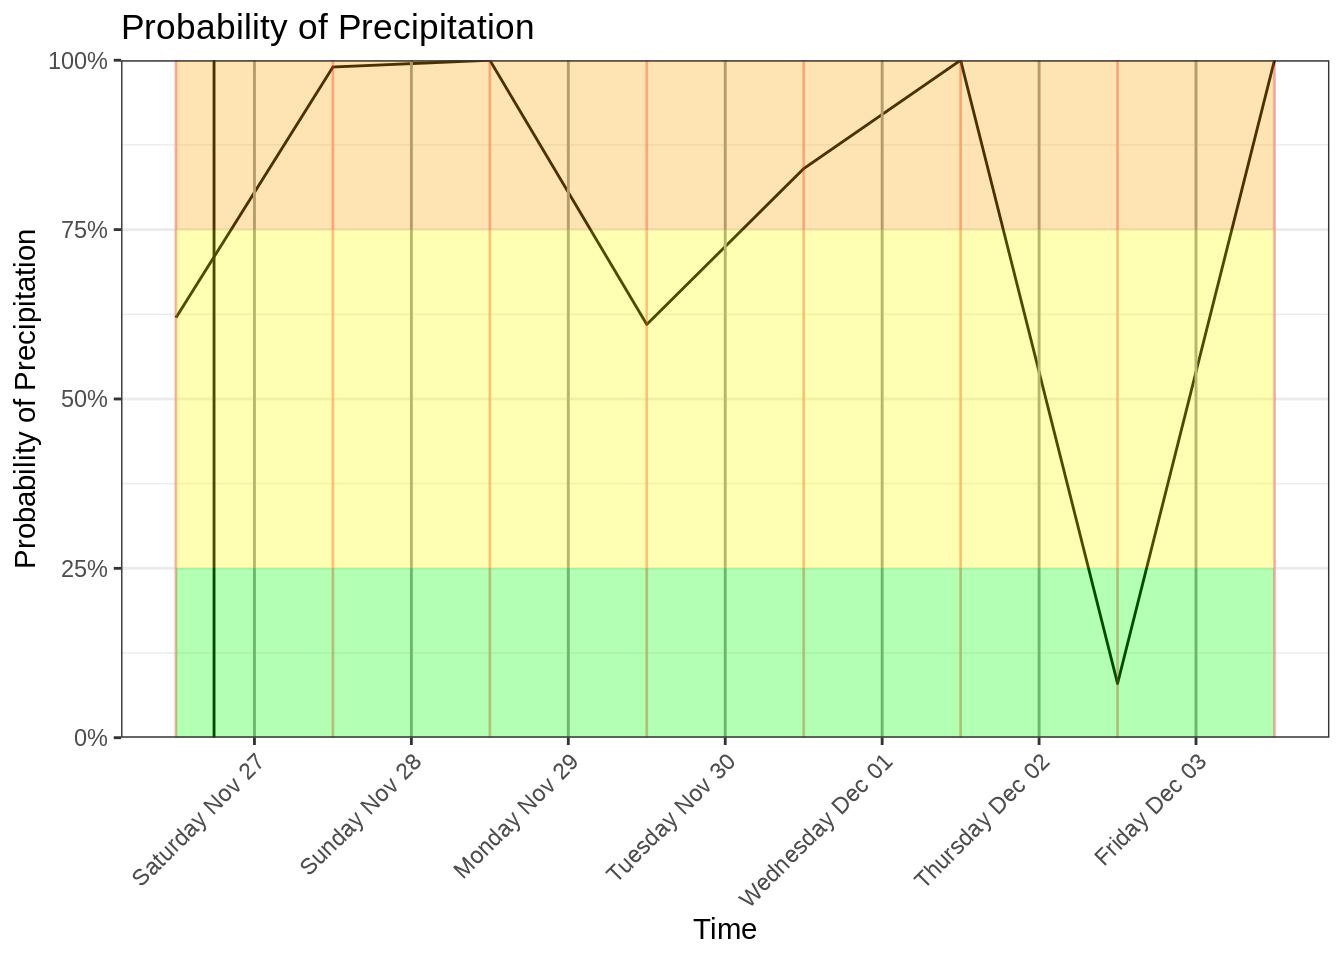 Probability of Precipitation
Probability of Precipitation
100%
75%
50%
25%
0%
Saturday Nov 27
Sunday Nov 28
Monday Nov 29
Tuesday Nov 30
Wednesday Dec 01
Thursday Dec 02
Friday Dec 03
Time